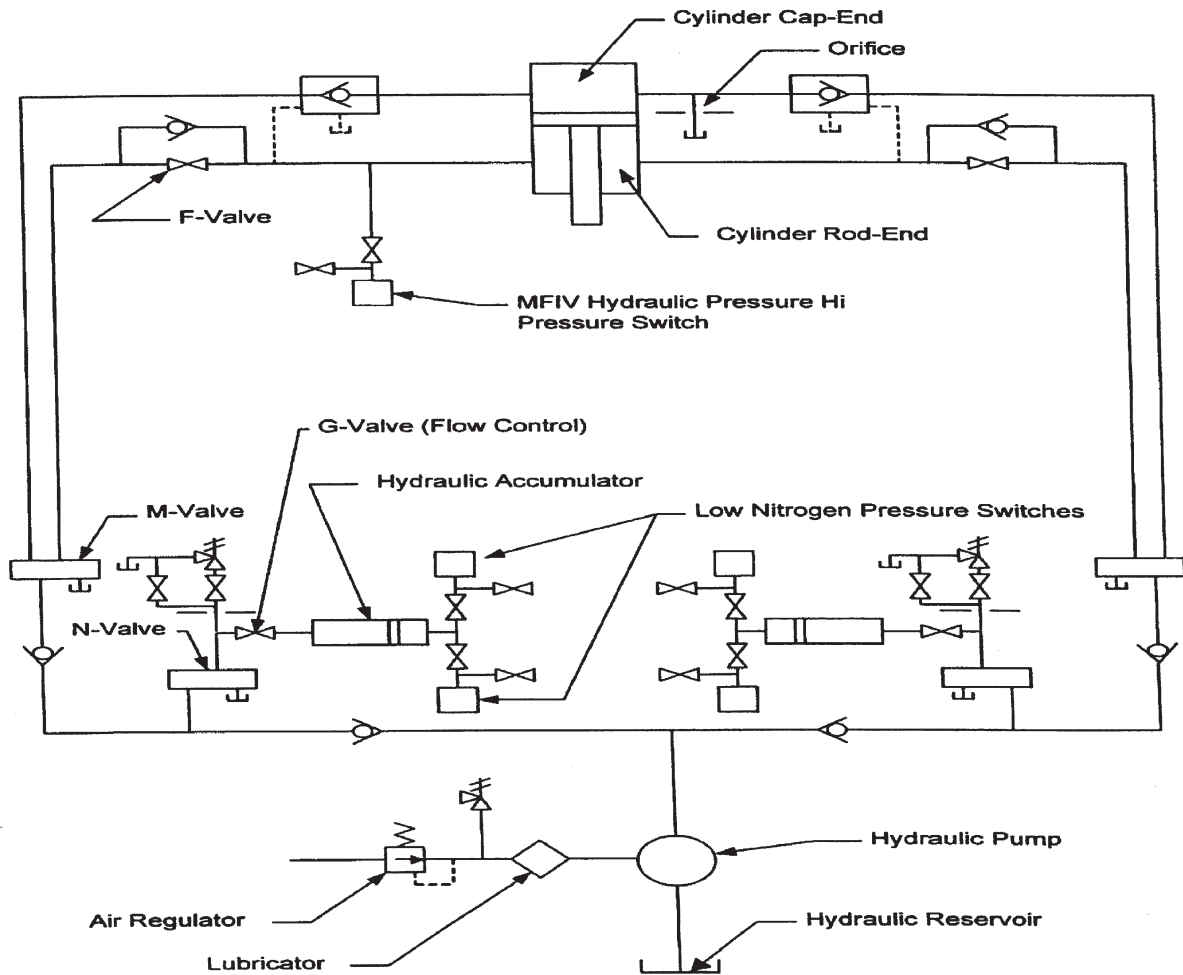 Cylinder Cap-End
Orifice
F-Valve
Cylinder Rod-End
MFIV Hydraulic Pressure Hi
Pressure Switch
G-Valve (Flow Control)
Hydraulic Accumulator
M-Valve
Low Nitrogen Pressure Switches
N-Valve
Hydraulic Pump
Air Regulator
Hydraulic Reservoir
Lubricator